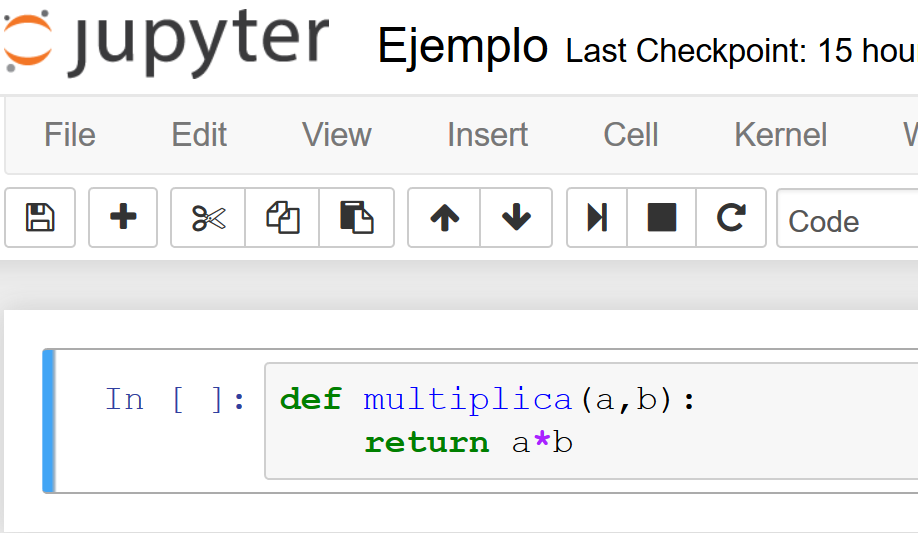 jupyter Ejemplo Last Checkpoint: 15 hou
File Edit View Insert Cell Kernel
Code
In [ ]: def multiplica(a,b):
return a*b